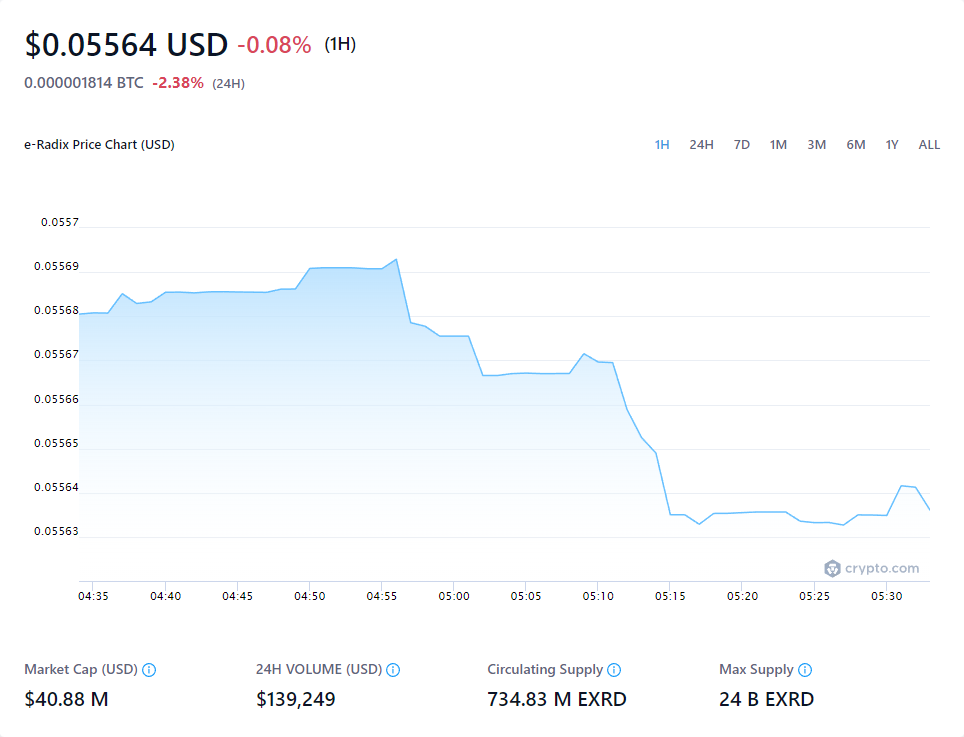 $0.05564 USD -0.08% (1H)
0.000001814 BTC -2.38% (24H)
e-Radix Price Chart (USD) 1H 24H 7D 1M 3M 6M 1Y ALL
0.0557
0.05569
0.05568
0.05567
0.05566
0.05565
0.05564
0.05563
crypto.com
04:35 04:40 04:45 04:50 04:55 05:00 05:05 05:10 05:15 05:20 05:25 05:30
Market Cap (USD) 24H VOLUME (USD) Circulating Supply Max Supply
$40.88 M $139,249 734.83 M EXRD 24 B EXRD